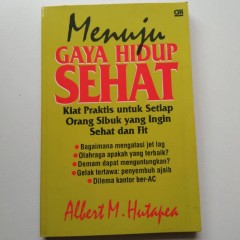 GM
Menuju
GAYA HIDUP
SEHAT
Kiat Praktis untuk Setiap
Orang Sibuk yang Ingin
Sehat dan Fit
• Bagaimana mengatasi jet lag
• Olahraga apakah yang terbaik?
• Demam dapat menguntungkan?
• Gelak tertawa: penyembuh ajaib
• Dilema kantor ber-AC
Albert M. Hutapea